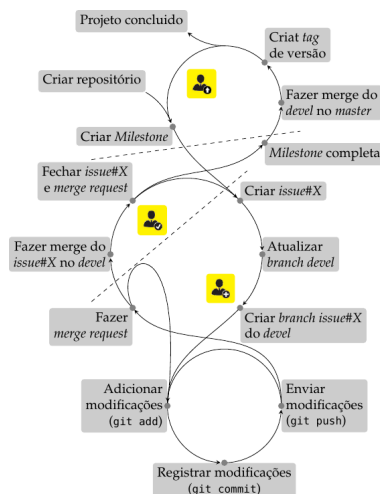 Projeto concluido
Criat tag
de versão
Criar repositório
Fazer merge do
devel no master
Criar Milestone
Milestone completa
Fechar issue#X
e merge request
Criar issue#X
Fazer merge do
issue#X no devel
Atualizar
branch devel
Fazer
merge request
Criar branch issue#X
do devel
Adicionar
modificações
(git add)
Enviar
modificações
(git push)
Registrar modificações
(git commit)